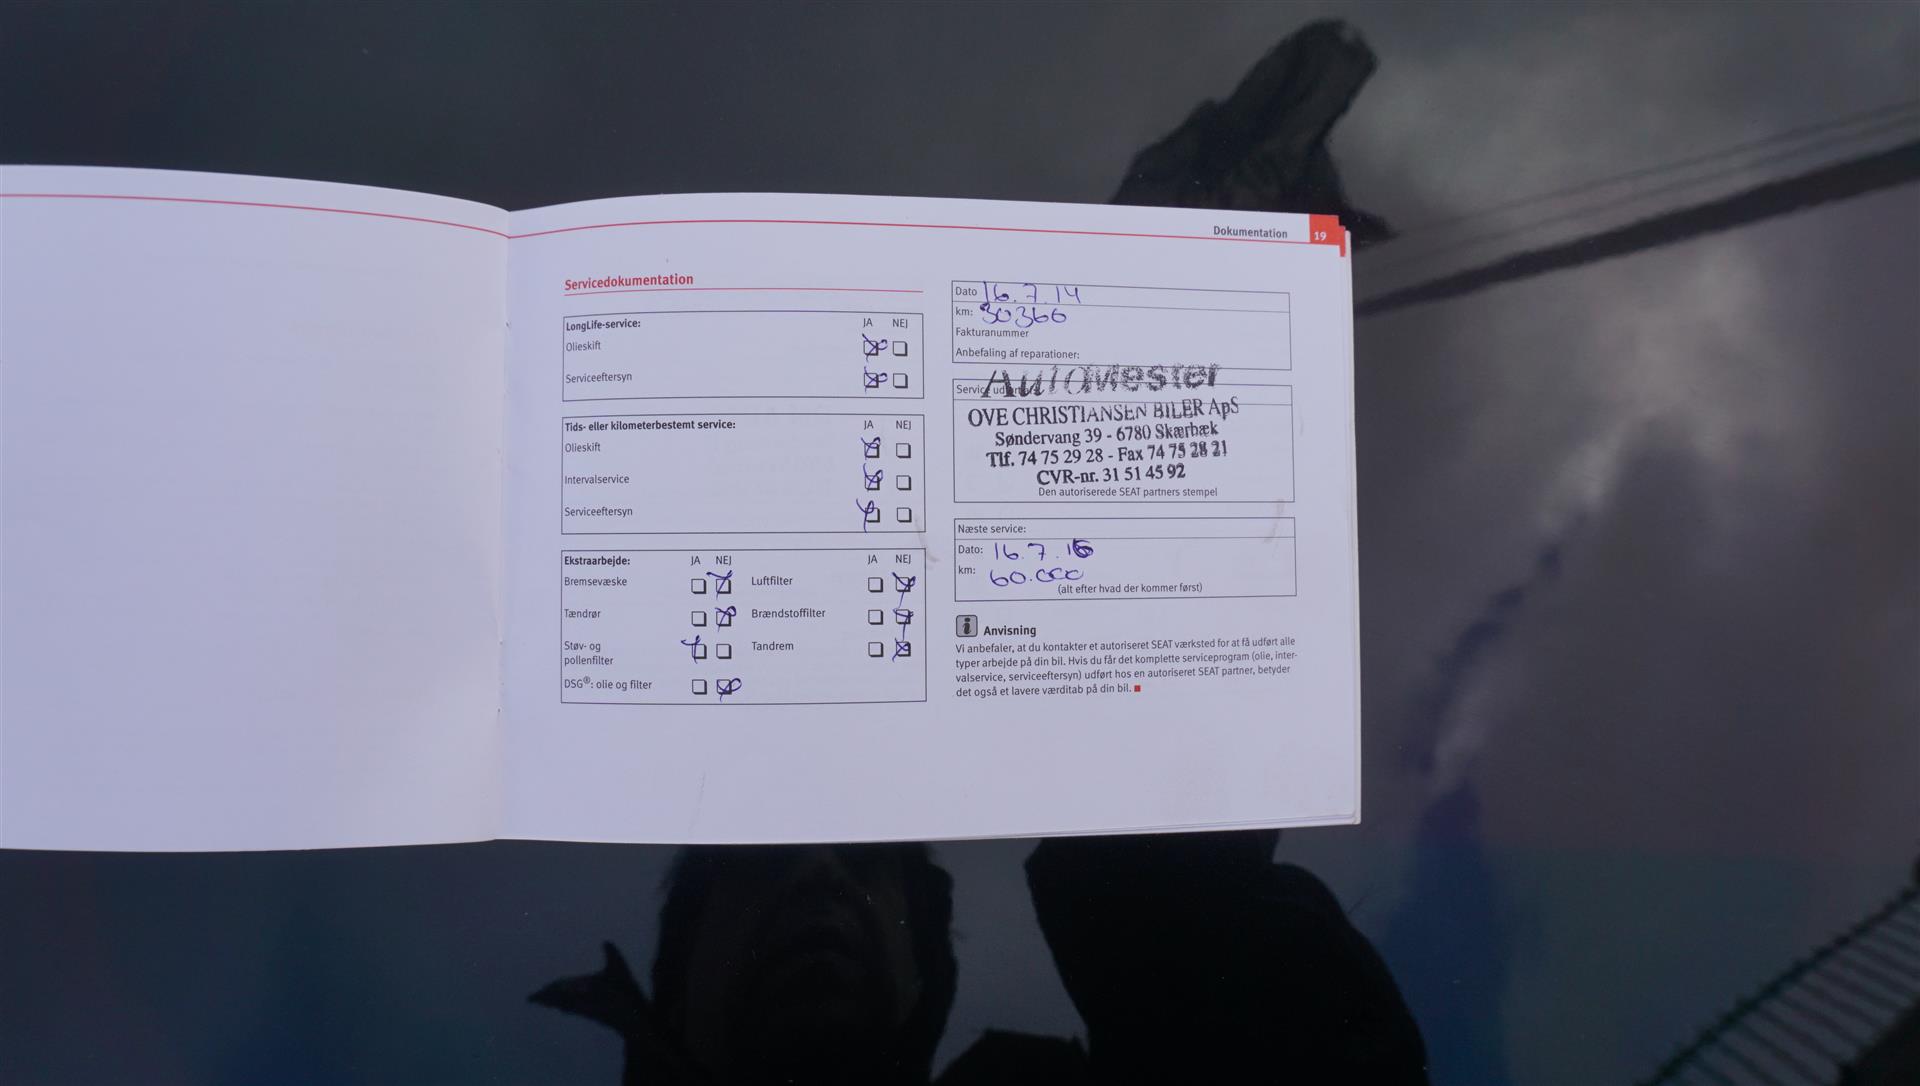 Dokumentation 19
Servicedokumentation
LongLife-service: JA NEJ
Olieskift
Serviceeftersyn
Tids- eller kilometerbestemt service: JA NEJ
Olieskift
Intervalservice
Serviceeftersyn
Ekstraarbejde: JA NEJ JA NEJ
Bremsevæske Luftfilter
Tændrør Brændstoffilter
Støv- og
pollenfilter Tandrem
DSG®: olie og filter
Dato 16.7.14
km: 30366
Fakturanummer
Anbefaling af reparationer:
AutoMester
Service
OVE CHRISTIANSEN BILER ApS
Søndervang 39 - 6780 Skærbæk
Tlf. 74 75 29 28 - Fax 74 75 28 21
CVR-nr. 31 51 45 92
Den autoriserede SEAT partners stempel
Næste service:
Dato: 16.7.16
km: 60.000
(alt efter hvad der kommer først)
Anvisning
Vi anbefaler, at du kontakter et autoriseret SEAT værksted for at få udført alle
typer arbejde på din bil. Hvis du får det komplette serviceprogram (olie, inter-
valservice, serviceeftersyn) udført hos en autoriseret SEAT partner, betyder
det også et lavere værditab på din bil.